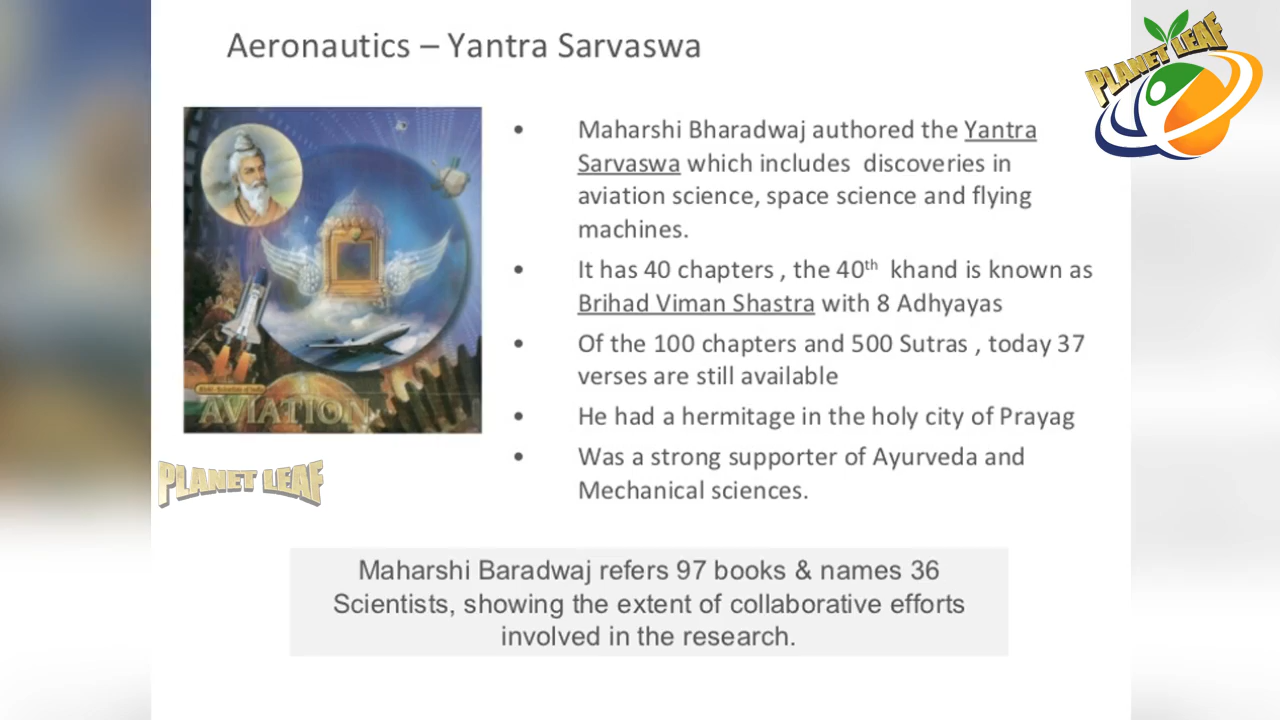 Aeronautics – Yantra Sarvaswa
PLANET LEAF
• Maharshi Bharadwaj authored the Yantra
Sarvaswa which includes discoveries in
aviation science, space science and flying
machines.
• It has 40 chapters , the 40th khand is known as
Brihad Viman Shastra with 8 Adhyayas
• Of the 100 chapters and 500 Sutras , today 37
verses are still available
• He had a hermitage in the holy city of Prayag
• Was a strong supporter of Ayurveda and
Mechanical sciences.
AVIATION
PLANET LEAF
Maharshi Baradwaj refers 97 books & names 36
Scientists, showing the extent of collaborative efforts
involved in the research.